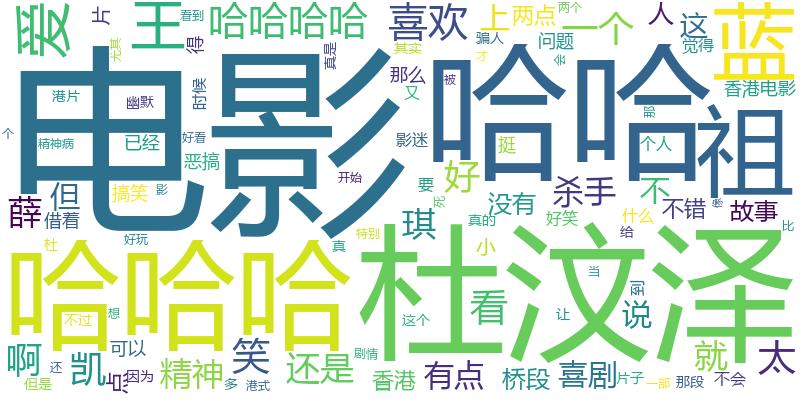 爱
片
王
哈哈哈哈
喜欢
上
两点
一个
人
这
蓝
看到
尤其
得
真是
其实
骗人
两个
问题
才
会
觉得
香港电影
电影
哈哈
祖
港片
幽默
时候
那么
又
被
个
精神病
已经
好看
恶搞
影迷
挺
那
个人
薛
但
借着
搞笑
影
开始
要
死
好
没有
杀手
不
不错
故事
琪
真的
好笑
什么
给
比
杜
好玩
真
特别
小
哈哈哈
杜汶泽
不过
想
这个
看
当
让
到
说
啊
还
凯
点
可以
因为
精神
多
笑
港式
还是
剧情
香港
有点
桥段
喜剧
片子
一部
就
那段
不会
太
但是